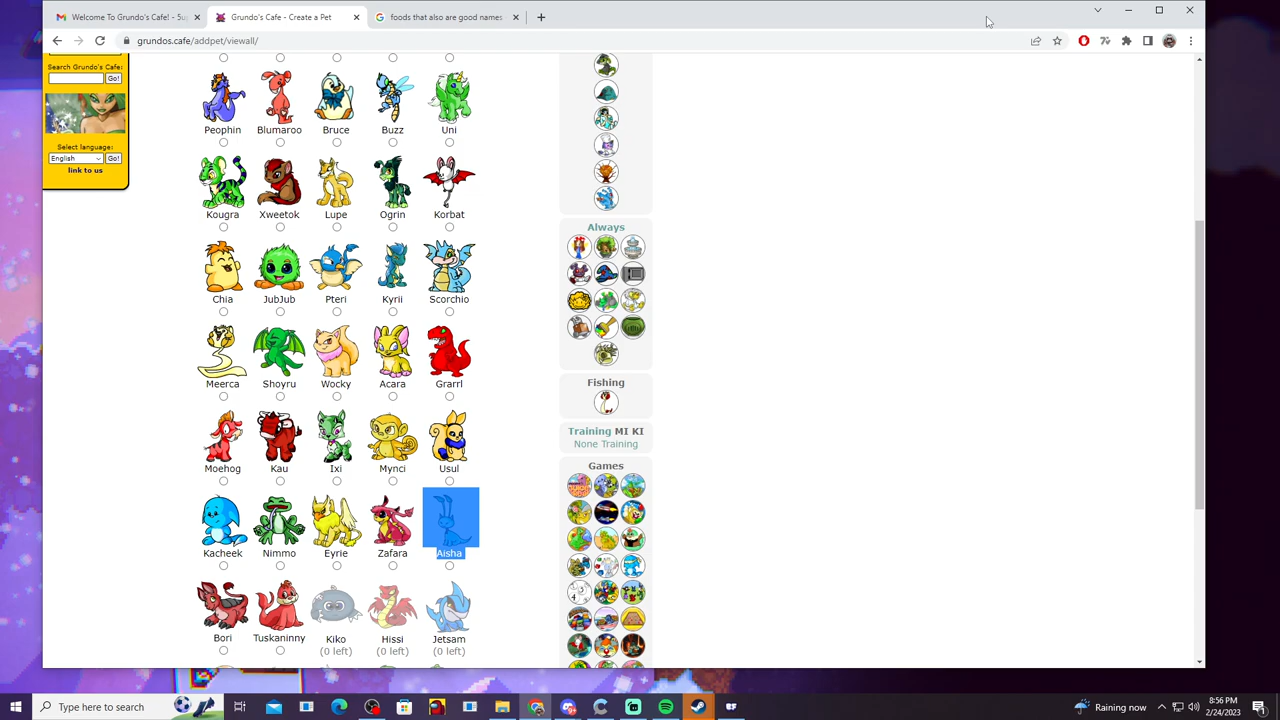 Welcome To Grundo's Cafe! - 5up
Grundo's Cafe - Create a Pet
foods that also are good names
grundos.cafe/addpet/viewall/
Search Grundo's Cafe:
Go!
Select language:
English
Go!
link to us
Peophin Blumaroo Bruce Buzz Uni
Kougra Xweetok Lupe Ogrin Korbat
Chia JubJub Pteri Kyrii Scorchio
Meerca Shoyru Wocky Acara Grarrl
Moehog Kau Ixi Mynci Usul
Kacheek Nimmo Eyrie Zafara Aisha
Bori Tuskaninny Kiko Hissi Jetsam
(0 left) (0 left) (0 left)
Always
Fishing
Training MI KI
None Training
Games
Type here to search
Raining now
8:56 PM
2/24/2023